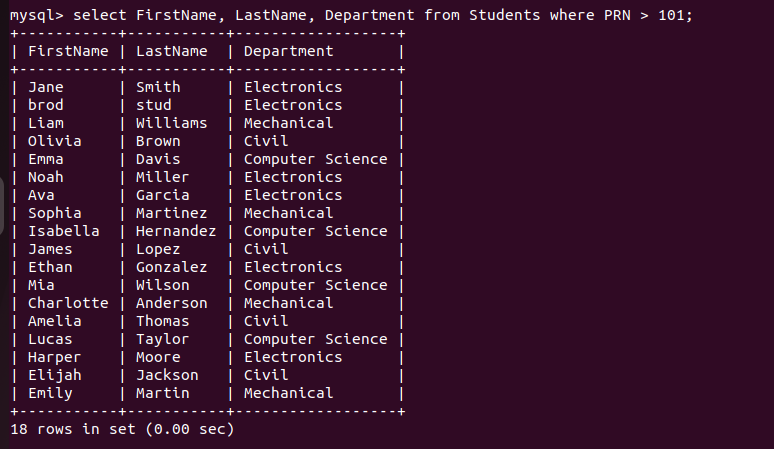 mysql> select FirstName, LastName, Department from Students where PRN > 101;
+-----------+-----------+------------------+
| FirstName | LastName  | Department       |
+-----------+-----------+------------------+
| Jane      | Smith     | Electronics      |
| brod      | stud      | Electronics      |
| Liam      | Williams  | Mechanical       |
| Olivia    | Brown     | Civil            |
| Emma      | Davis     | Computer Science |
| Noah      | Miller    | Electronics      |
| Ava       | Garcia    | Electronics      |
| Sophia    | Martinez  | Mechanical       |
| Isabella  | Hernandez | Computer Science |
| James     | Lopez     | Civil            |
| Ethan     | Gonzalez  | Electronics      |
| Mia       | Wilson    | Computer Science |
| Charlotte | Anderson  | Mechanical       |
| Amelia    | Thomas    | Civil            |
| Lucas     | Taylor    | Computer Science |
| Harper    | Moore     | Electronics      |
| Elijah    | Jackson   | Civil            |
| Emily     | Martin    | Mechanical       |
+-----------+-----------+------------------+
18 rows in set (0.00 sec)